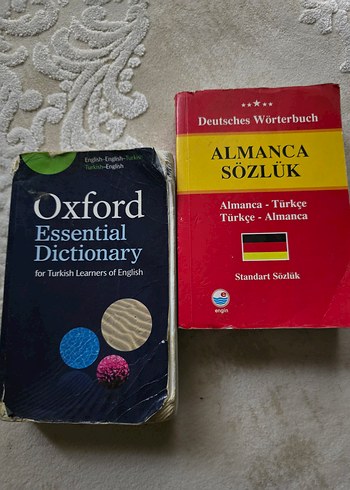 English-English-Turkish
Turkish-English
Oxford
Essential
Dictionary
for Turkish Learners of English
Deutsches Wörterbuch
ALMANCA
SÖZLÜK
Almanca - Türkçe
Türkçe - Almanca
Standart Sözlük
e
engin